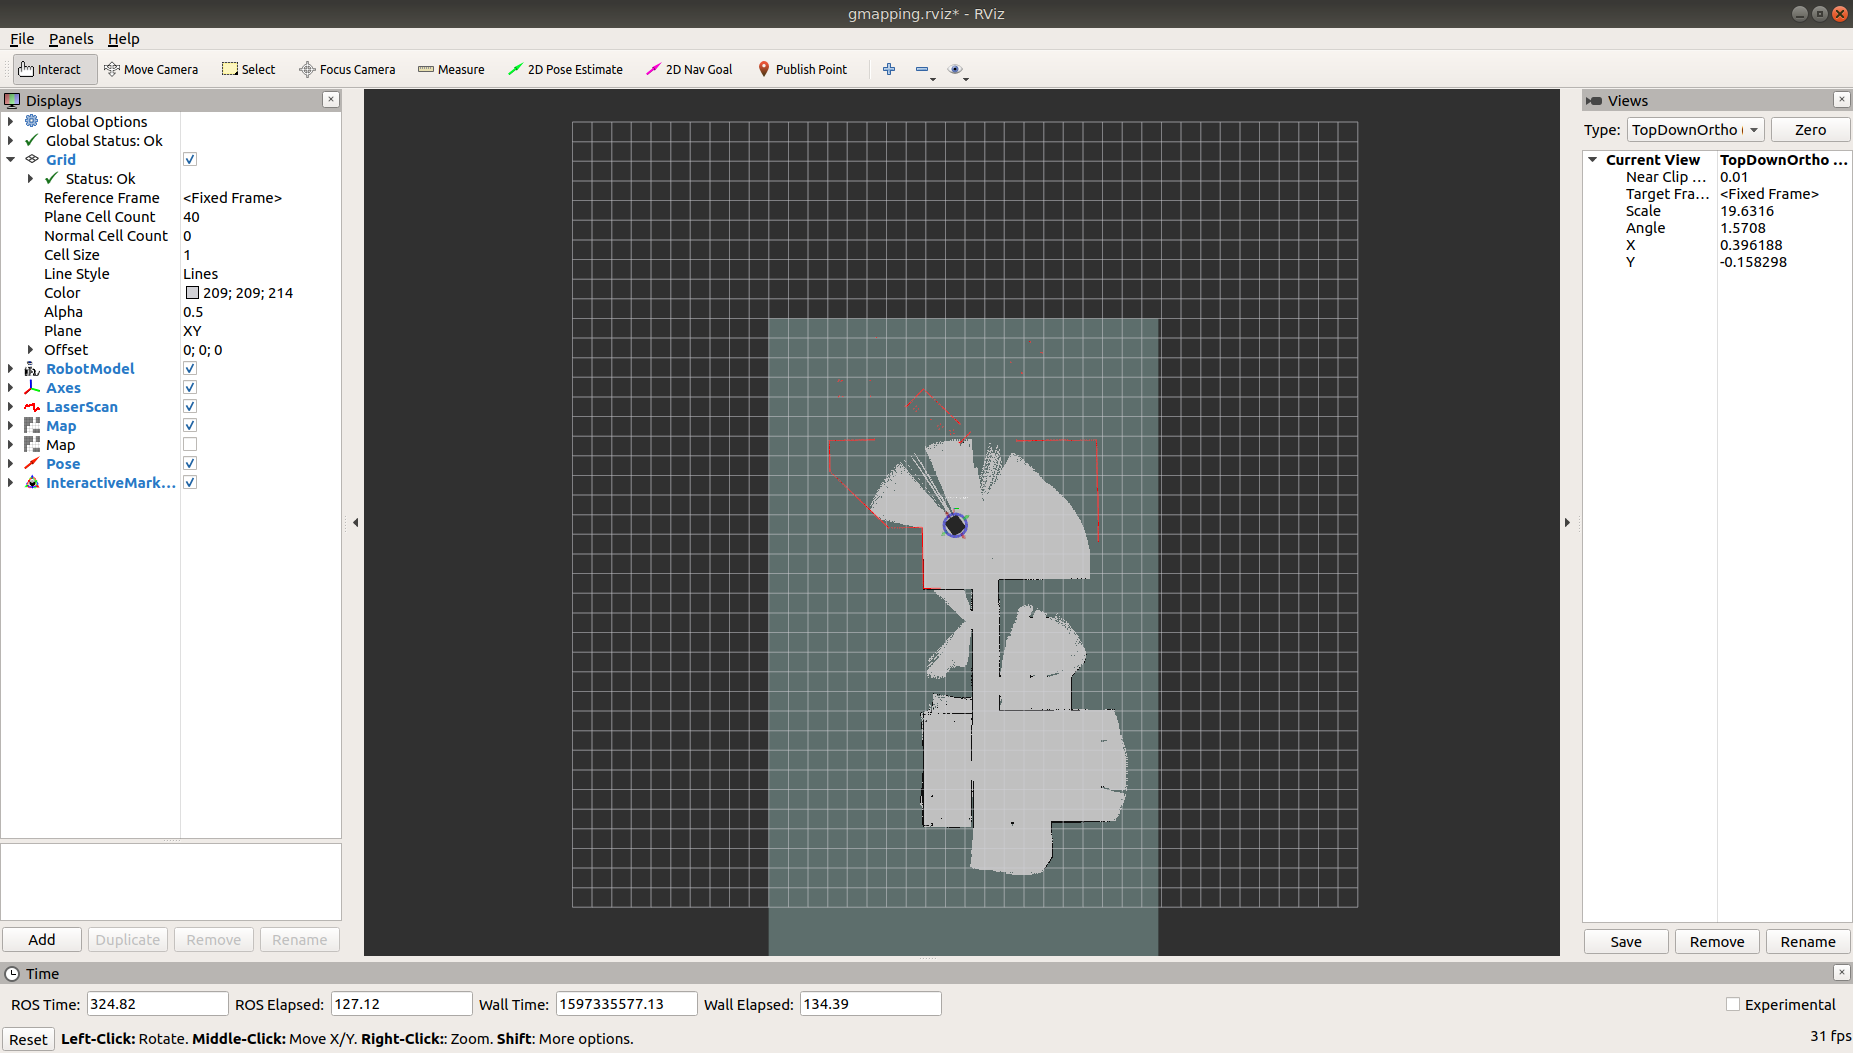 gmapping.rviz* - RViz
File Panels Help
Interact Move Camera Select Focus Camera Measure 2D Pose Estimate 2D Nav Goal Publish Point
Displays
Global Options
Global Status: Ok
Grid
Status: Ok
Reference Frame <Fixed Frame>
Plane Cell Count 40
Normal Cell Count 0
Cell Size 1
Line Style Lines
Color 209; 209; 214
Alpha 0.5
Plane XY
Offset 0; 0; 0
RobotModel
Axes
LaserScan
Map
Map
Pose
InteractiveMark...
Add Duplicate Remove Rename
Views
Type: TopDownOrtho ( Zero
Current View TopDownOrtho ...
Near Clip ... 0.01
Target Fra... <Fixed Frame>
Scale 19.6316
Angle 1.5708
X 0.396188
Y -0.158298
Save Remove Rename
Time
ROS Time: 324.82 ROS Elapsed: 127.12 Wall Time: 1597335577.13 Wall Elapsed: 134.39 Experimental
Reset Left-Click: Rotate. Middle-Click: Move X/Y. Right-Click:: Zoom. Shift: More options. 31 fps